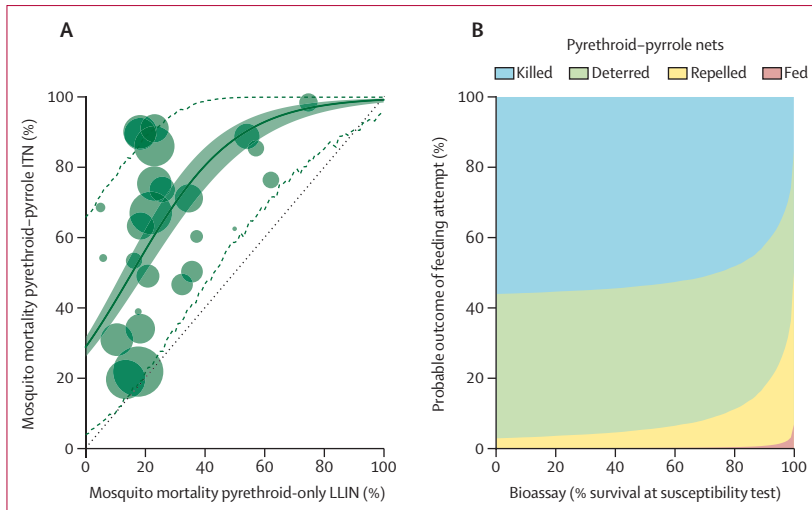 A
Mosquito mortality pyrethroid–pyrrole ITN (%)
100
80
60
40
20
0
0 20 40 60 80 100
Mosquito mortality pyrethroid-only LLIN (%)
B
Pyrethroid–pyrrole nets
Killed Deterred Repelled Fed
Probable outcome of feeding attempt (%)
100
80
60
40
20
0
0 20 40 60 80 100
Bioassay (% survival at susceptibility test)